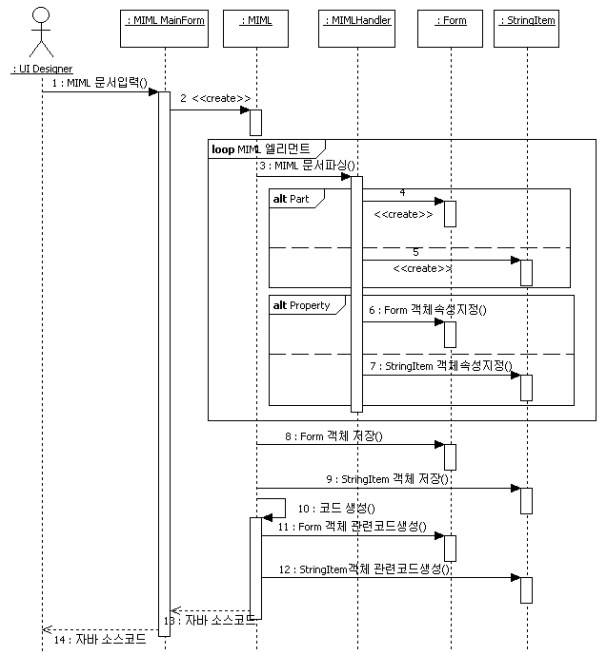 : MIML MainForm
: MIML
: MIMLHandler
: Form
: StringItem
: UI Designer
1 : MIML 문서입력()
2 <<create>>
loop MIML 엘리먼트
3 : MIML 문서파싱()
alt Part
4
<<create>>
5
<<create>>
alt Property
6 : Form 객체속성지정()
7 : StringItem 객체속성지정()
8 : Form 객체 저장()
9 : StringItem 객체 저장()
10 : 코드 생성()
11 : Form 객체 관련코드생성()
12 : StringItem객체 관련코드생성()
13 : 자바 소스코드
14 : 자바 소스코드